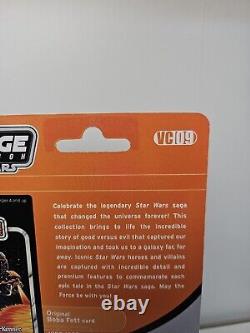 VC09
Celebrate the legendary Star Wars saga
that changed the universe forever! This
collection brings to life the incredible
story of good versus evil that captured our
imagination and took us to a galaxy far far
away. Iconic Star Wars heroes and villains
are captured with incredible detail and
premium features to commemorate each
epic tale in the Star Wars saga. May the
Force be with you!
Original
Boba Fett card